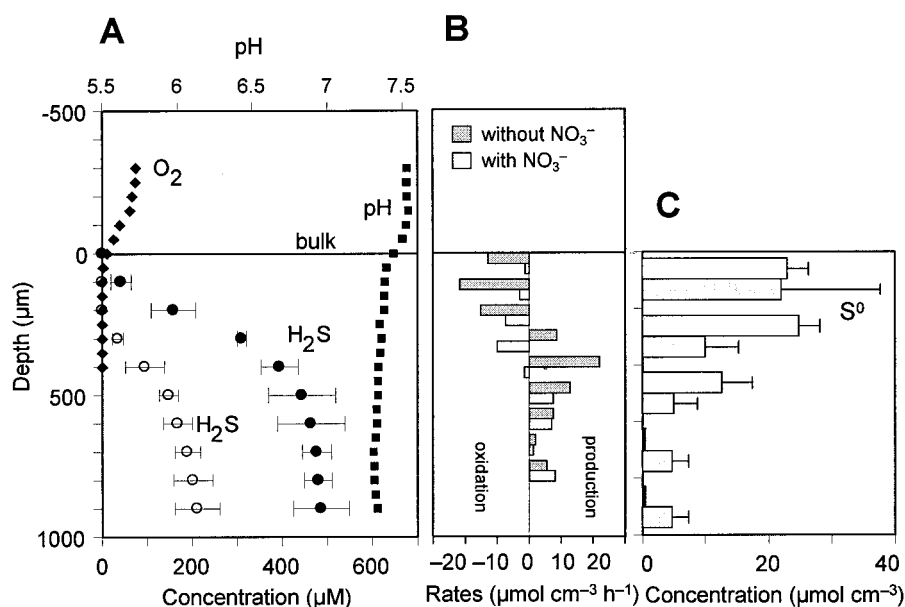 A
B
C
pH
5.5 6 6.5 7 7.5
-500
0
500
1000
Depth (µm)
O2
pH
bulk
H2S
H2S
0 200 400 600
Concentration (µM)
without NO3−
with NO3−
oxidation
production
−30 −20 −10 0 10 20 30
Rates (µmol cm−3 h−1)
S0
0 20 40
Concentration (µmol cm−3)